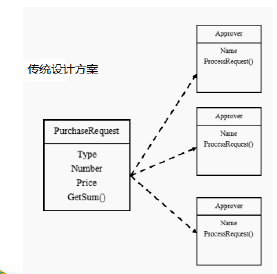 传统设计方案
PurchaseRequest
Type
Number
Price
GetSum()
Approver
Name
ProcessRequest()
Approver
Name
ProcessRequest()
Approver
Name
ProcessRequest()